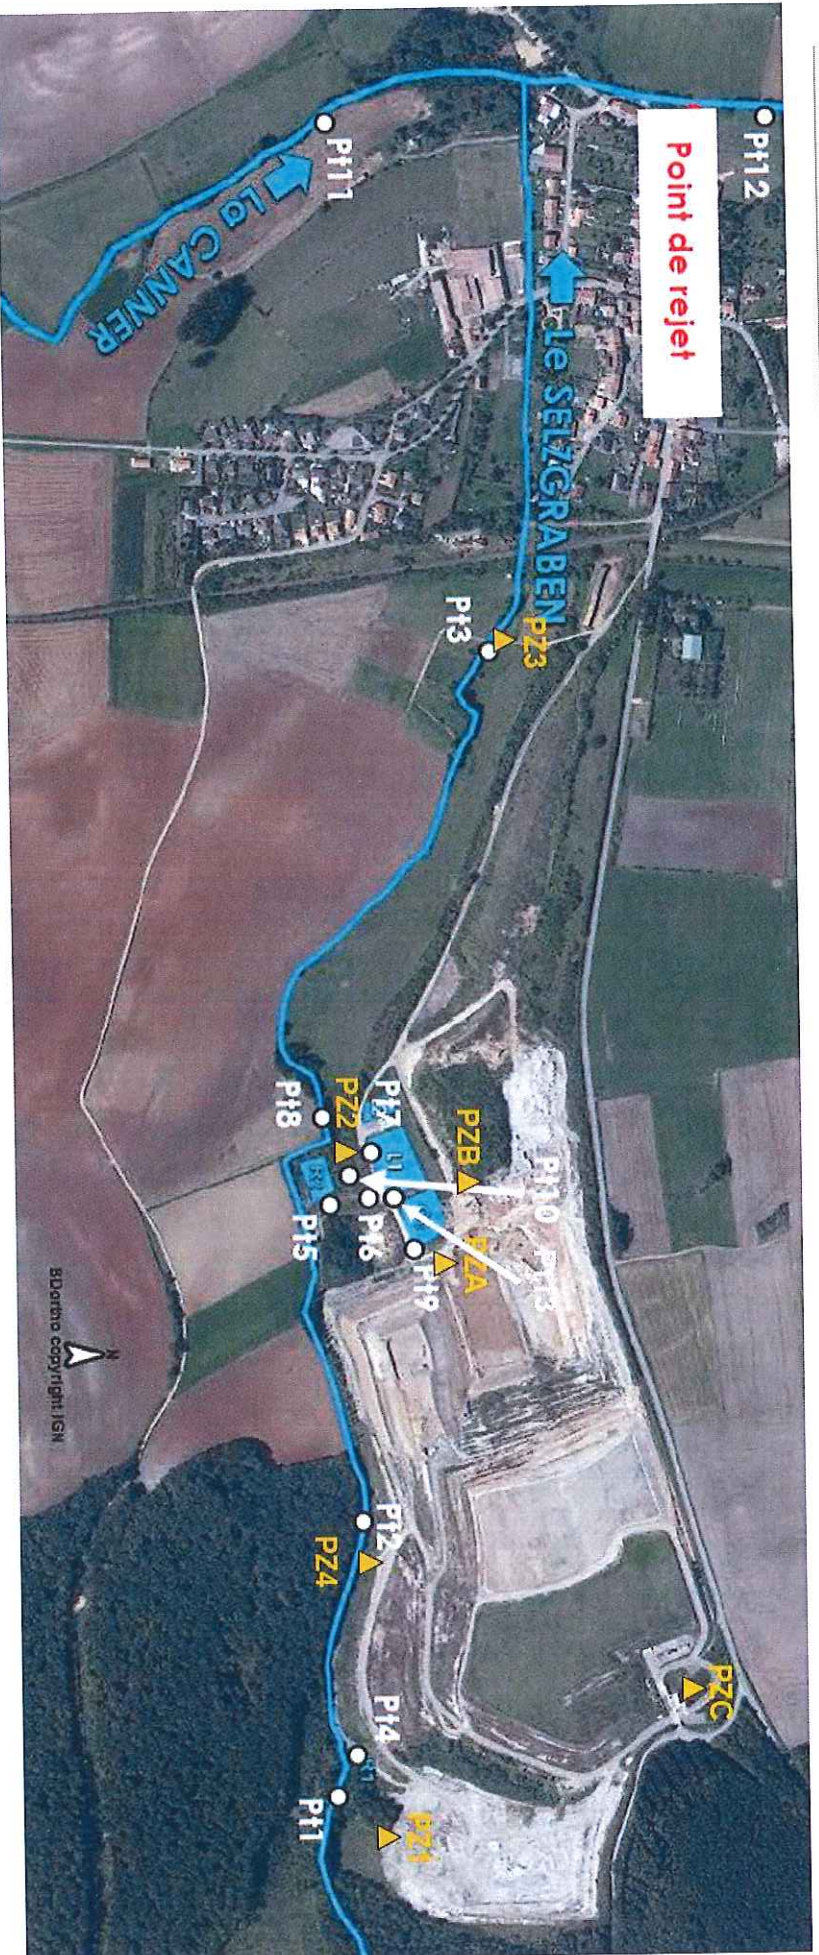 Pt12
Point de rejet
Pt11
La CANNER
Le SELZGRABEN
PZ3
Pt3
Pt10
Pt13
PZB
PZA
Pt7
L1
PZ2
Pt8
Pt6
Pt9
Pt5
PZC
Pt2
PZ4
Pt4
PZ1
Pt1
N
BDortho copyright IGN